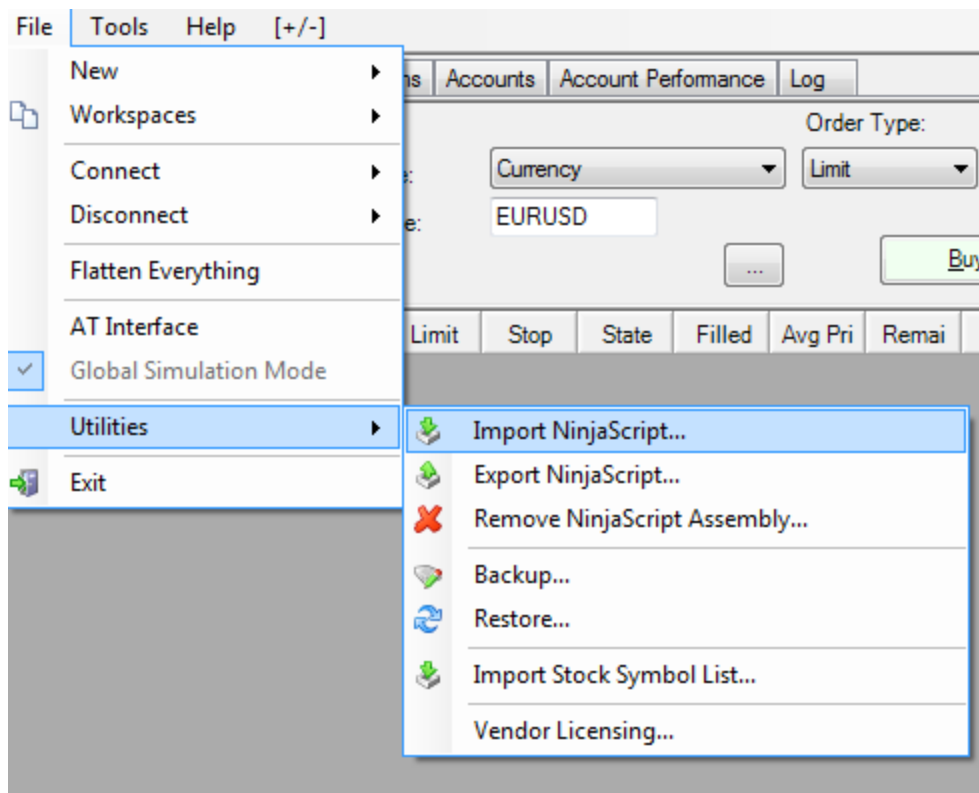 File Tools Help [+/-]
New
Accounts Account Performance Log
Workspaces
Order Type:
Connect
Currency Limit
Disconnect
EURUSD
Flatten Everything
...
Buy
AT Interface
Limit Stop State Filled Avg Pri Remai
Global Simulation Mode
Utilities
Import NinjaScript...
Export NinjaScript...
Exit
Remove NinjaScript Assembly...
Backup...
Restore...
Import Stock Symbol List...
Vendor Licensing...